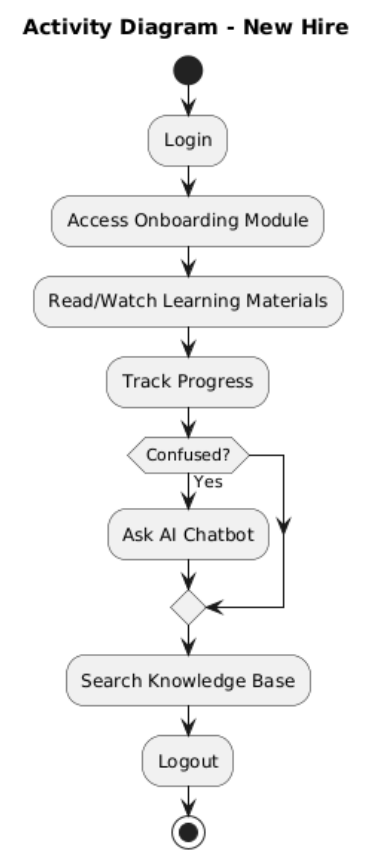 Activity Diagram - New Hire
Login
Access Onboarding Module
Read/Watch Learning Materials
Track Progress
Confused?
Yes
Ask AI Chatbot
Search Knowledge Base
Logout